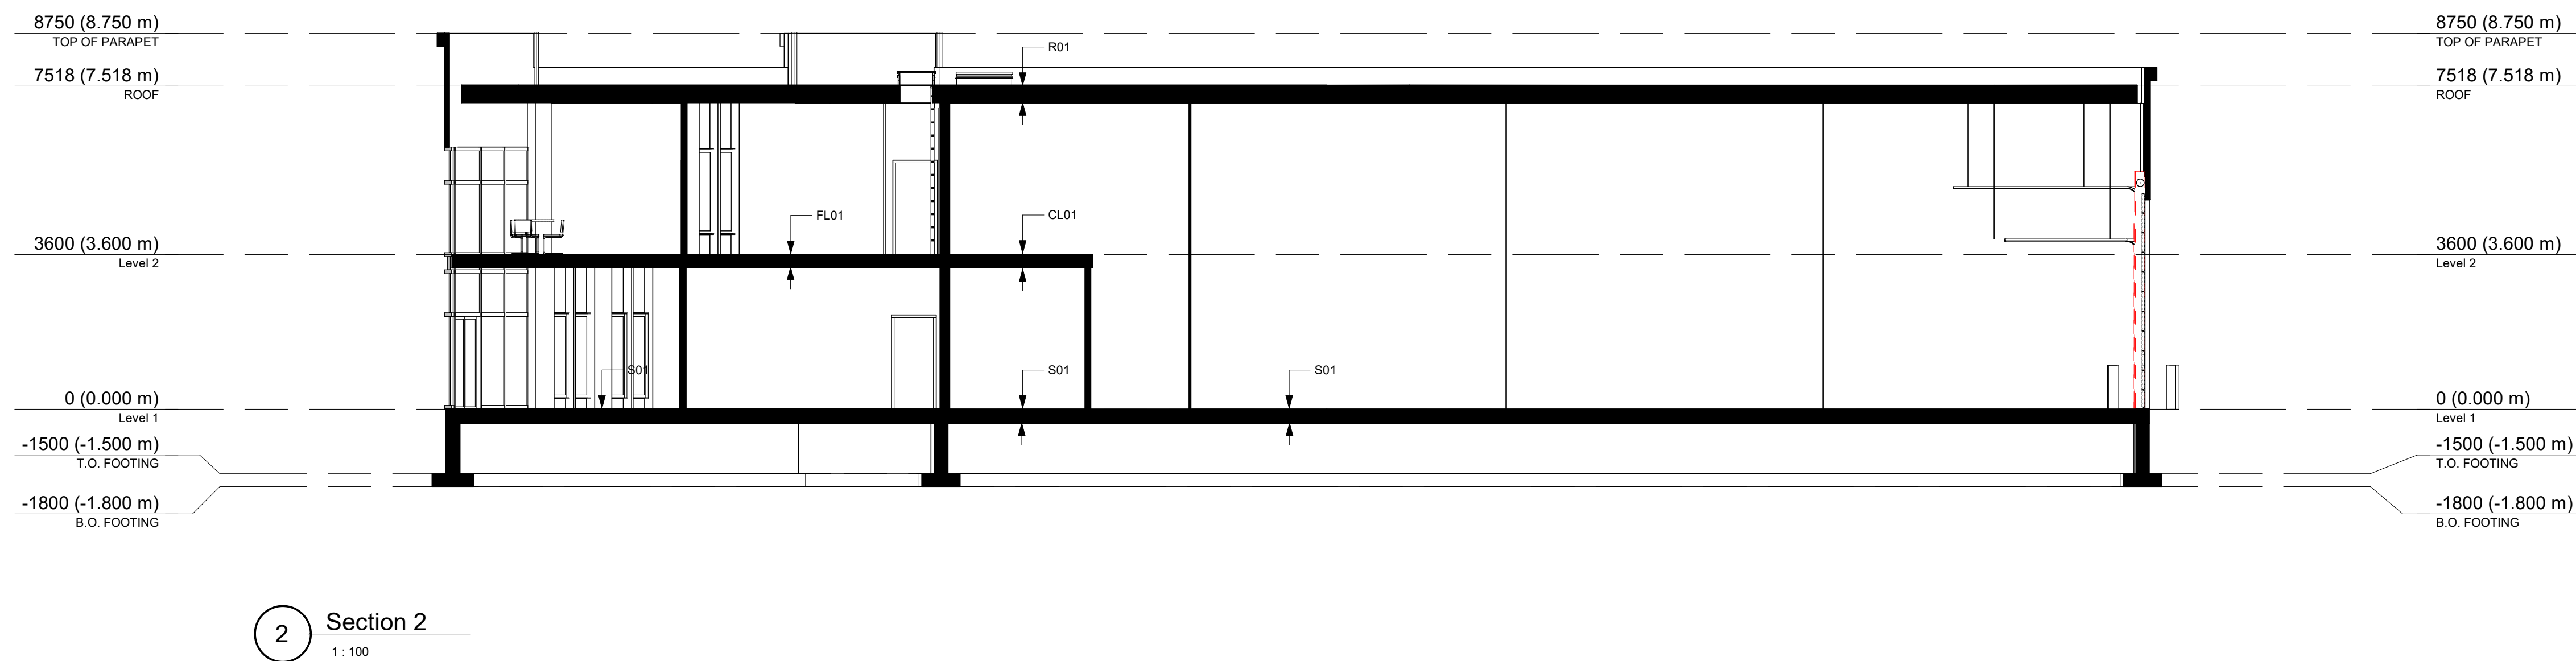 8750 (8.750 m)
TOP OF PARAPET
7518 (7.518 m)
ROOF
3600 (3.600 m)
Level 2
0 (0.000 m)
Level 1
-1500 (-1.500 m)
T.O. FOOTING
-1800 (-1.800 m)
B.O. FOOTING
R01
FL01
CL01
S01
S01
S01
8750 (8.750 m)
TOP OF PARAPET
7518 (7.518 m)
ROOF
3600 (3.600 m)
Level 2
0 (0.000 m)
Level 1
-1500 (-1.500 m)
T.O. FOOTING
-1800 (-1.800 m)
B.O. FOOTING
2
Section 2
1 : 100